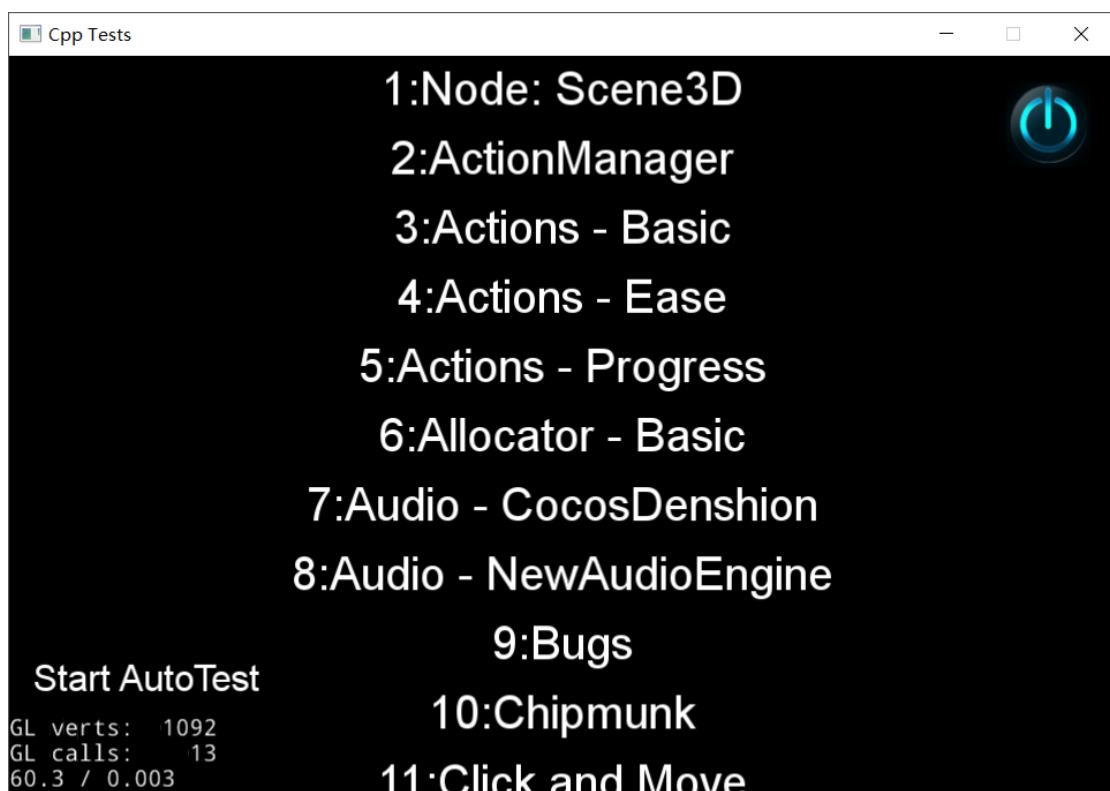 Cpp Tests
1:Node: Scene3D
2:ActionManager
3:Actions - Basic
4:Actions - Ease
5:Actions - Progress
6:Allocator - Basic
7:Audio - CocosDenshion
8:Audio - NewAudioEngine
9:Bugs
10:Chipmunk
11:Click and Move
Start AutoTest
GL verts: 1092
GL calls: 13
60.3 / 0.003